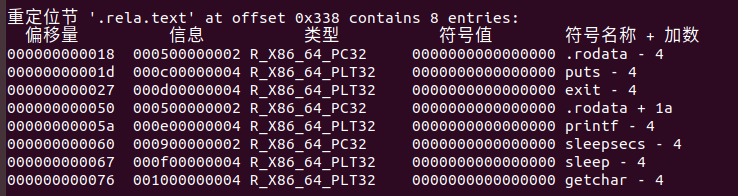 重定位节 '.rela.text' at offset 0x338 contains 8 entries:
偏移量 信息 类型 符号值 符号名称 + 加数
000000000018 000500000002 R_X86_64_PC32 0000000000000000 .rodata - 4
00000000001d 000c00000004 R_X86_64_PLT32 0000000000000000 puts - 4
000000000027 000d00000004 R_X86_64_PLT32 0000000000000000 exit - 4
000000000050 000500000002 R_X86_64_PC32 0000000000000000 .rodata + 1a
00000000005a 000e00000004 R_X86_64_PLT32 0000000000000000 printf - 4
000000000060 000900000002 R_X86_64_PC32 0000000000000000 sleepsecs - 4
000000000067 000f00000004 R_X86_64_PLT32 0000000000000000 sleep - 4
000000000076 001000000004 R_X86_64_PLT32 0000000000000000 getchar - 4